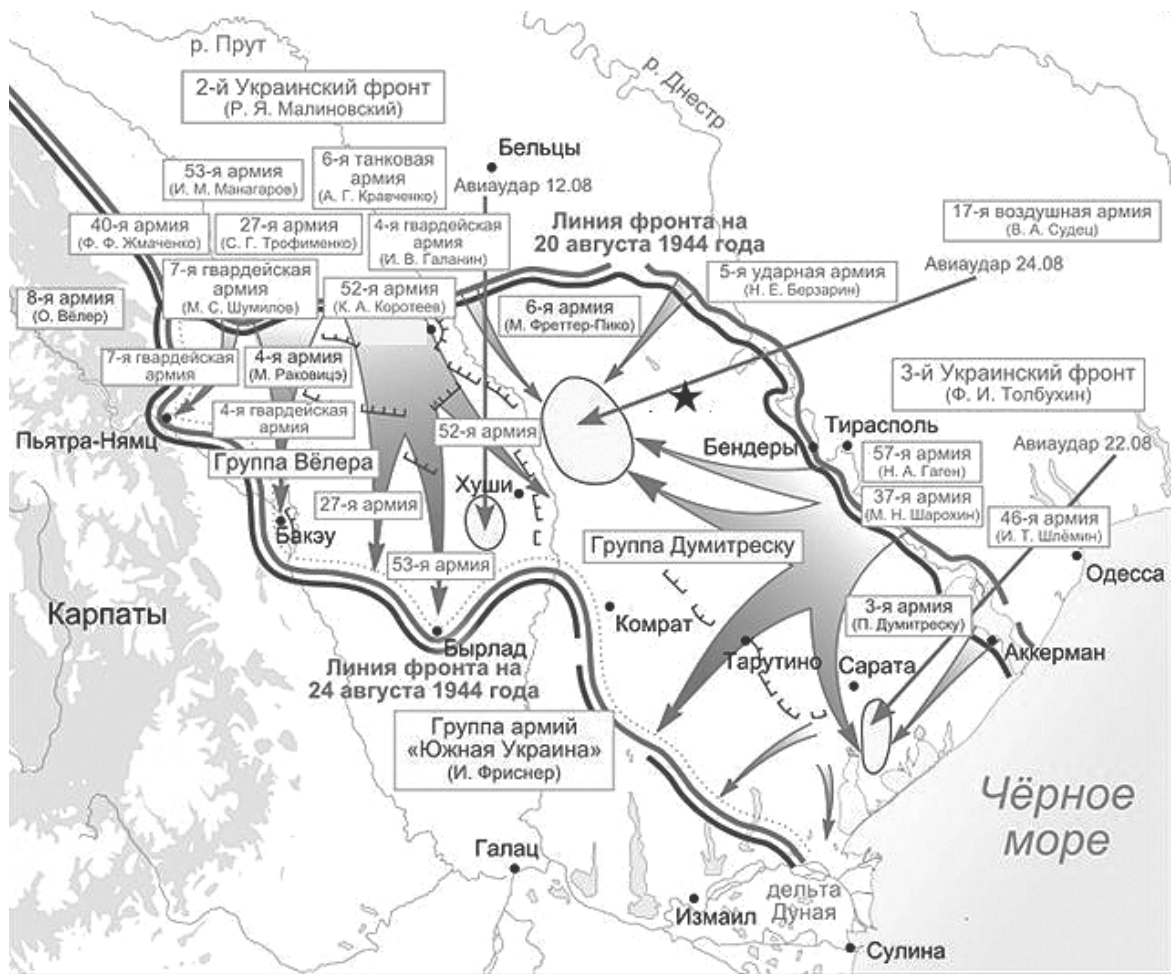 р. Прут
2-й Украинский фронт
(Р. Я. Малиновский)
р. Днестр
Бельцы
Авиаудар 12.08
53-я армия
(И. М. Манагаров)
6-я танковая
армия
(А. Г. Кравченко)
40-я армия
(Ф. Ф. Жмаченко)
27-я армия
(С. Г. Трофименко)
4-я гвардейская
армия
(И. В. Галанин)
Линия фронта на
20 августа 1944 года
17-я воздушная армия
(В. А. Судец)
Авиаудар 24.08
5-я ударная армия
(Н. Е. Берзарин)
8-я армия
(О. Вёлер)
7-я гвардейская
армия
(М. С. Шумилов)
52-я армия
(К. А. Коротеев)
6-я армия
(М. Фреттер-Пико)
7-я гвардейская
армия
4-я армия
(М. Раковицэ)
3-й Украинский фронт
(Ф. И. Толбухин)
4-я гвардейская
армия
52-я армия
Пьятра-Нямц
Группа Вёлера
Бендеры
Тирасполь
Авиаудар 22.08
57-я армия
(Н. А. Гаген)
37-я армия
(М. Н. Шарохин)
46-я армия
(И. Т. Шлёмин)
Хуши
27-я армия
Бакэу
Группа Думитреску
53-я армия
Одесса
Карпаты
Комрат
3-я армия
(П. Думитреску)
Бырлад
Тарутино
Сарата
Аккерман
Линия фронта на
24 августа 1944 года
Группа армий
«Южная Украина»
(И. Фриснер)
Чёрное
море
Галац
Измаил
дельта
Дуная
Сулина